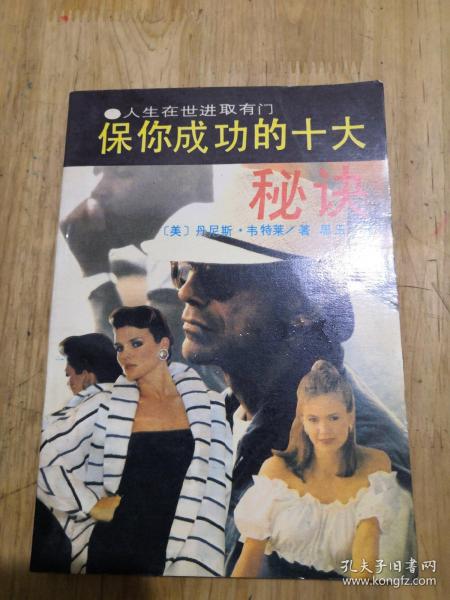 ●人生在世进取有门
保你成功的十大
秘诀
〔美〕丹尼斯·韦特莱／著
孔夫子旧书网
www.kongfz.com